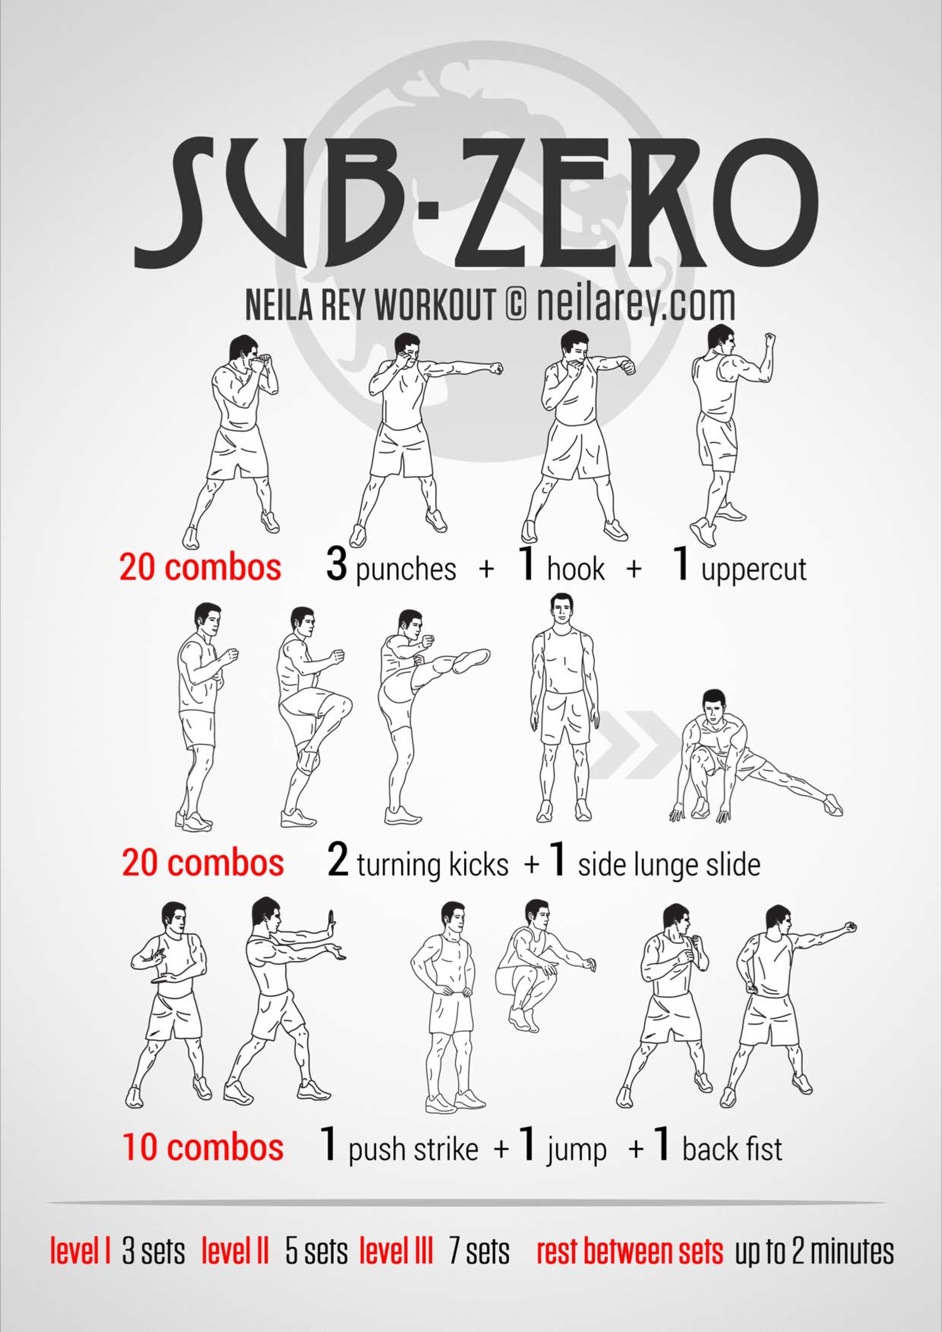 SUB-ZERO
NEILA REY WORKOUT © neilarey.com
20 combos 3 punches + 1 hook + 1 uppercut
20 combos 2 turning kicks + 1 side lunge slide
10 combos 1 push strike + 1 jump + 1 back fist
level I 3 sets level II 5 sets level III 7 sets rest between sets up to 2 minutes